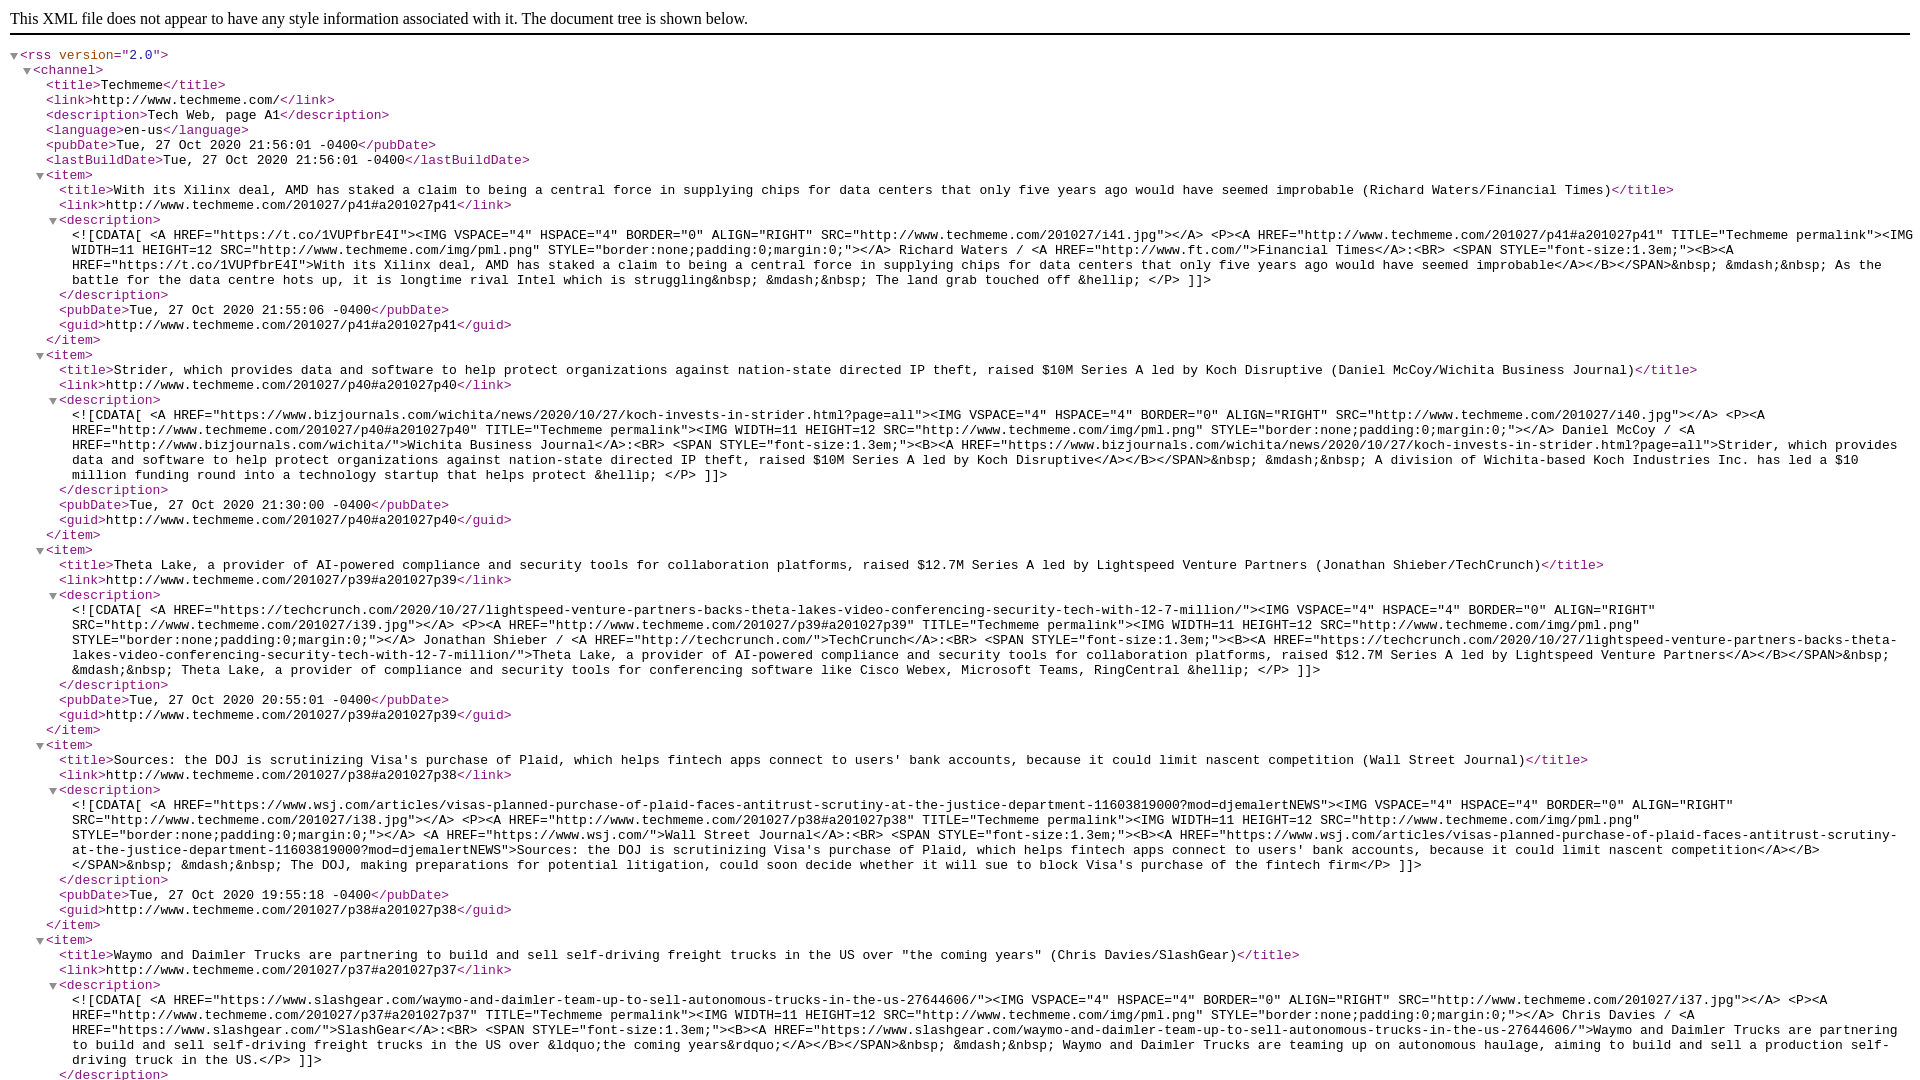 This XML file does not appear to have any style information associated with it. The document tree is shown below.
<rss version="2.0">
<channel>
<title>Techmeme</title>
<link>http://www.techmeme.com/</link>
<description>Tech Web, page A1</description>
<language>en-us</language>
<pubDate>Tue, 27 Oct 2020 21:56:01 -0400</pubDate>
<lastBuildDate>Tue, 27 Oct 2020 21:56:01 -0400</lastBuildDate>
<item>
<title>With its Xilinx deal, AMD has staked a claim to being a central force in supplying chips for data centers that only five years ago would have seemed improbable (Richard Waters/Financial Times)</title>
<link>http://www.techmeme.com/201027/p41#a201027p41</link>
<description>
<![CDATA[ <A HREF="https://t.co/1VUPfbrE4I"><IMG VSPACE="4" HSPACE="4" BORDER="0" ALIGN="RIGHT" SRC="http://www.techmeme.com/201027/i41.jpg"></A> <P><A HREF="http://www.techmeme.com/201027/p41#a201027p41" TITLE="Techmeme permalink"><IMG
WIDTH=11 HEIGHT=12 SRC="http://www.techmeme.com/img/pml.png" STYLE="border:none;padding:0;margin:0;"></A> Richard Waters / <A HREF="http://www.ft.com/">Financial Times</A>:<BR> <SPAN STYLE="font-size:1.3em;"><B><A
HREF="https://t.co/1VUPfbrE4I">With its Xilinx deal, AMD has staked a claim to being a central force in supplying chips for data centers that only five years ago would have seemed improbable</A></B></SPAN>&nbsp; &mdash;&nbsp; As the
battle for the data centre hots up, it is longtime rival Intel which is struggling&nbsp; &mdash;&nbsp; The land grab touched off &hellip; </P> ]]>
</description>
<pubDate>Tue, 27 Oct 2020 21:55:06 -0400</pubDate>
<guid>http://www.techmeme.com/201027/p41#a201027p41</guid>
</item>
<item>
<title>Strider, which provides data and software to help protect organizations against nation-state directed IP theft, raised $10M Series A led by Koch Disruptive (Daniel McCoy/Wichita Business Journal)</title>
<link>http://www.techmeme.com/201027/p40#a201027p40</link>
<description>
<![CDATA[ <A HREF="https://www.bizjournals.com/wichita/news/2020/10/27/koch-invests-in-strider.html?page=all"><IMG VSPACE="4" HSPACE="4" BORDER="0" ALIGN="RIGHT" SRC="http://www.techmeme.com/201027/i40.jpg"></A> <P><A
HREF="http://www.techmeme.com/201027/p40#a201027p40" TITLE="Techmeme permalink"><IMG WIDTH=11 HEIGHT=12 SRC="http://www.techmeme.com/img/pml.png" STYLE="border:none;padding:0;margin:0;"></A> Daniel McCoy / <A
HREF="http://www.bizjournals.com/wichita/">Wichita Business Journal</A>:<BR> <SPAN STYLE="font-size:1.3em;"><B><A HREF="https://www.bizjournals.com/wichita/news/2020/10/27/koch-invests-in-strider.html?page=all">Strider, which provides
data and software to help protect organizations against nation-state directed IP theft, raised $10M Series A led by Koch Disruptive</A></B></SPAN>&nbsp; &mdash;&nbsp; A division of Wichita-based Koch Industries Inc. has led a $10
million funding round into a technology startup that helps protect &hellip; </P> ]]>
</description>
<pubDate>Tue, 27 Oct 2020 21:30:00 -0400</pubDate>
<guid>http://www.techmeme.com/201027/p40#a201027p40</guid>
</item>
<item>
<title>Theta Lake, a provider of AI-powered compliance and security tools for collaboration platforms, raised $12.7M Series A led by Lightspeed Venture Partners (Jonathan Shieber/TechCrunch)</title>
<link>http://www.techmeme.com/201027/p39#a201027p39</link>
<description>
<![CDATA[ <A HREF="https://techcrunch.com/2020/10/27/lightspeed-venture-partners-backs-theta-lakes-video-conferencing-security-tech-with-12-7-million/"><IMG VSPACE="4" HSPACE="4" BORDER="0" ALIGN="RIGHT"
SRC="http://www.techmeme.com/201027/i39.jpg"></A> <P><A HREF="http://www.techmeme.com/201027/p39#a201027p39" TITLE="Techmeme permalink"><IMG WIDTH=11 HEIGHT=12 SRC="http://www.techmeme.com/img/pml.png"
STYLE="border:none;padding:0;margin:0;"></A> Jonathan Shieber / <A HREF="http://techcrunch.com/">TechCrunch</A>:<BR> <SPAN STYLE="font-size:1.3em;"><B><A HREF="https://techcrunch.com/2020/10/27/lightspeed-venture-partners-backs-theta-
lakes-video-conferencing-security-tech-with-12-7-million/">Theta Lake, a provider of AI-powered compliance and security tools for collaboration platforms, raised $12.7M Series A led by Lightspeed Venture Partners</A></B></SPAN>&nbsp;
&mdash;&nbsp; Theta Lake, a provider of compliance and security tools for conferencing software like Cisco Webex, Microsoft Teams, RingCentral &hellip; </P> ]]>
</description>
<pubDate>Tue, 27 Oct 2020 20:55:01 -0400</pubDate>
<guid>http://www.techmeme.com/201027/p39#a201027p39</guid>
</item>
<item>
<title>Sources: the DOJ is scrutinizing Visa's purchase of Plaid, which helps fintech apps connect to users' bank accounts, because it could limit nascent competition (Wall Street Journal)</title>
<link>http://www.techmeme.com/201027/p38#a201027p38</link>
<description>
<![CDATA[ <A HREF="https://www.wsj.com/articles/visas-planned-purchase-of-plaid-faces-antitrust-scrutiny-at-the-justice-department-11603819000?mod=djemalertNEWS"><IMG VSPACE="4" HSPACE="4" BORDER="0" ALIGN="RIGHT"
SRC="http://www.techmeme.com/201027/i38.jpg"></A> <P><A HREF="http://www.techmeme.com/201027/p38#a201027p38" TITLE="Techmeme permalink"><IMG WIDTH=11 HEIGHT=12 SRC="http://www.techmeme.com/img/pml.png"
STYLE="border:none;padding:0;margin:0;"></A> <A HREF="https://www.wsj.com/">Wall Street Journal</A>:<BR> <SPAN STYLE="font-size:1.3em;"><B><A HREF="https://www.wsj.com/articles/visas-planned-purchase-of-plaid-faces-antitrust-scrutiny-
at-the-justice-department-11603819000?mod=djemalertNEWS">Sources: the DOJ is scrutinizing Visa's purchase of Plaid, which helps fintech apps connect to users' bank accounts, because it could limit nascent competition</A></B>
</SPAN>&nbsp; &mdash;&nbsp; The DOJ, making preparations for potential litigation, could soon decide whether it will sue to block Visa's purchase of the fintech firm</P> ]]>
</description>
<pubDate>Tue, 27 Oct 2020 19:55:18 -0400</pubDate>
<guid>http://www.techmeme.com/201027/p38#a201027p38</guid>
</item>
<item>
<title>Waymo and Daimler Trucks are partnering to build and sell self-driving freight trucks in the US over "the coming years" (Chris Davies/SlashGear)</title>
<link>http://www.techmeme.com/201027/p37#a201027p37</link>
<description>
<![CDATA[ <A HREF="https://www.slashgear.com/waymo-and-daimler-team-up-to-sell-autonomous-trucks-in-the-us-27644606/"><IMG VSPACE="4" HSPACE="4" BORDER="0" ALIGN="RIGHT" SRC="http://www.techmeme.com/201027/i37.jpg"></A> <P><A
HREF="http://www.techmeme.com/201027/p37#a201027p37" TITLE="Techmeme permalink"><IMG WIDTH=11 HEIGHT=12 SRC="http://www.techmeme.com/img/pml.png" STYLE="border:none;padding:0;margin:0;"></A> Chris Davies / <A
HREF="https://www.slashgear.com/">SlashGear</A>:<BR> <SPAN STYLE="font-size:1.3em;"><B><A HREF="https://www.slashgear.com/waymo-and-daimler-team-up-to-sell-autonomous-trucks-in-the-us-27644606/">Waymo and Daimler Trucks are partnering
to build and sell self-driving freight trucks in the US over &ldquo;the coming years&rdquo;</A></B></SPAN>&nbsp; &mdash;&nbsp; Waymo and Daimler Trucks are teaming up on autonomous haulage, aiming to build and sell a production self-
driving truck in the US.</P> ]]>
</description>